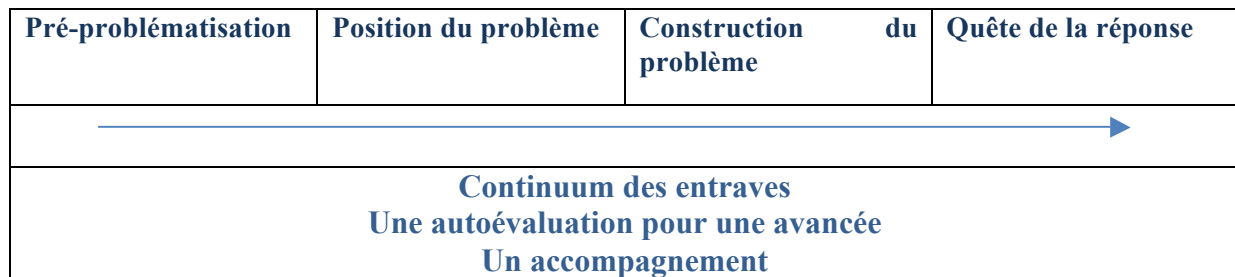 Pré-problématisation
Position du problème
Construction du
problème
Quête de la réponse
Continuum des entraves
Une autoévaluation pour une avancée
Un accompagnement